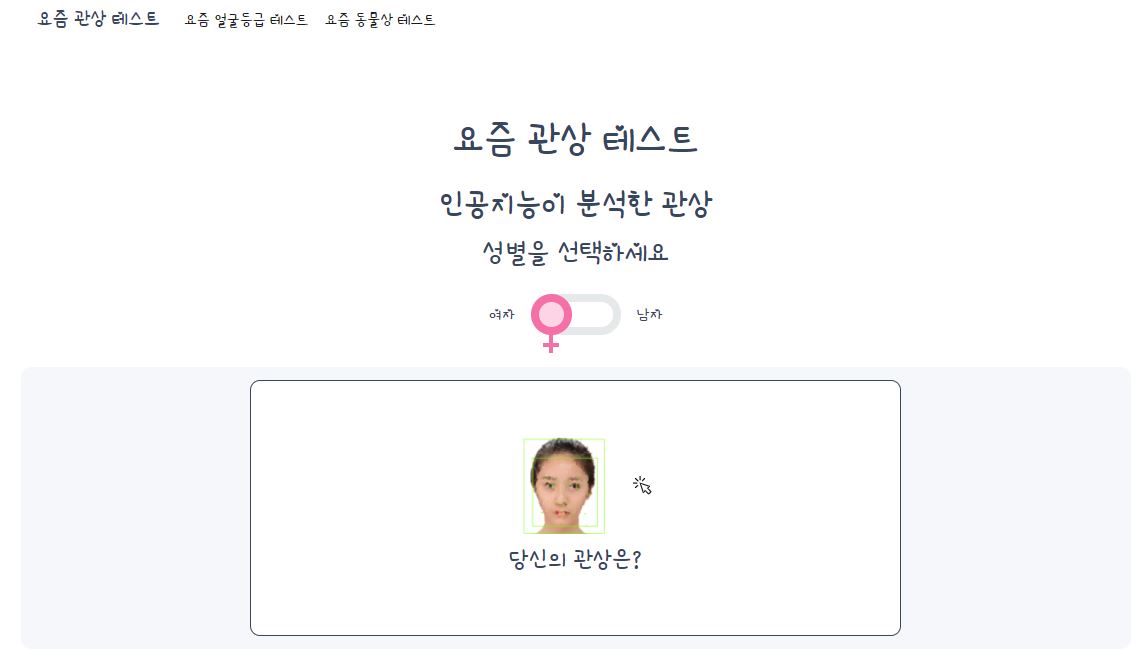 요즘 관상 테스트 요즘 얼굴등급 테스트 요즘 동물상 테스트
요즘 관상 테스트
인공지능이 분석한 관상
성별을 선택하세요
여자 남자
당신의 관상은?